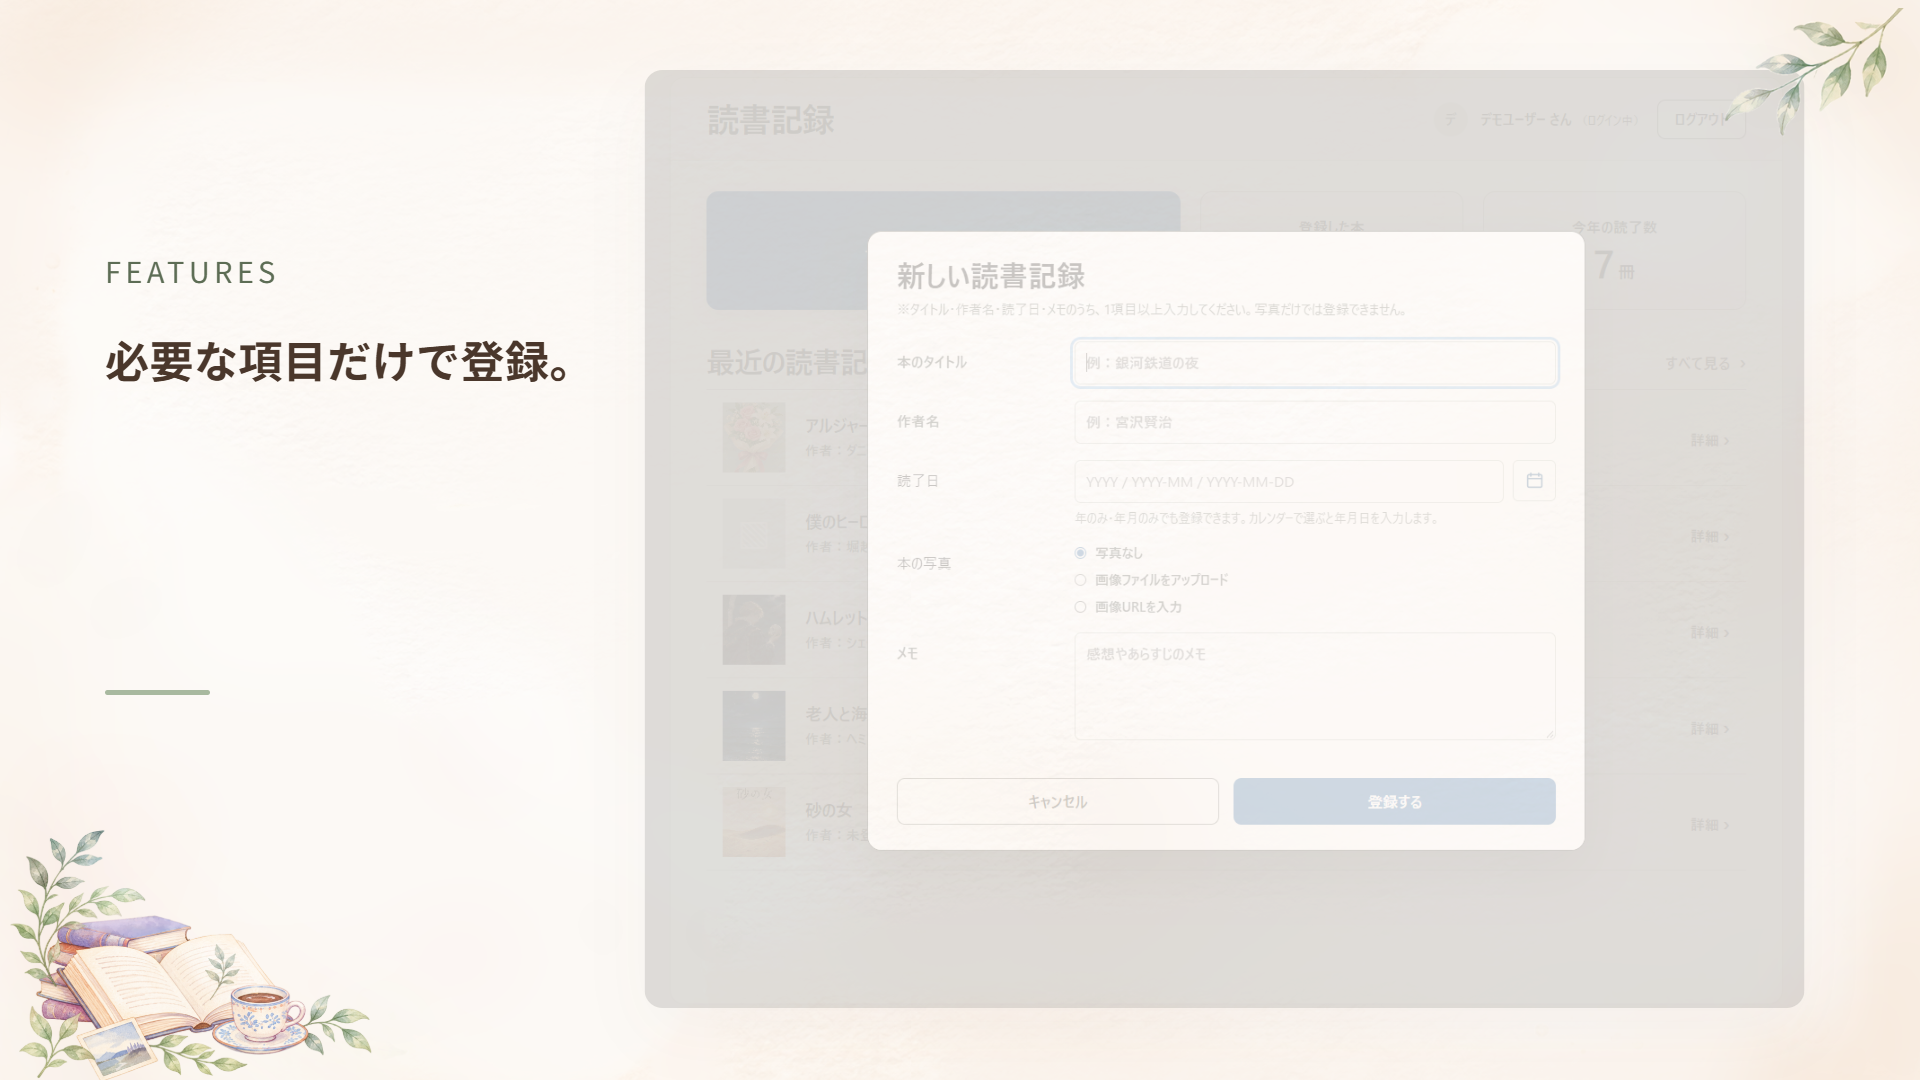 FEATURES
必要な項目だけで登録。
読書記録
デ
デモユーザー さん (ログイン中)
ログアウト
登録した本
今年の読了数
7 冊
最近の読書記
すべて見る ›
アルジャー
作者：ダニ
詳細 ›
僕のヒーロ
作者：堀越
詳細 ›
ハムレット
作者：シェ
詳細 ›
老人と海
作者：ヘミ
詳細 ›
砂の女
砂の女
詳細 ›
新しい読書記録
※タイトル・作者名・読了日・メモのうち、1項目以上入力してください。写真だけでは登録できません。
本のタイトル
例：銀河鉄道の夜
作者名
例：宮沢賢治
読了日
YYYY / YYYY-MM / YYYY-MM-DD
年のみ・年月のみでも登録できます。カレンダーで選ぶと年月日を入力します。
本の写真
写真なし
画像ファイルをアップロード
画像URLを入力
メモ
感想やあらすじのメモ
キャンセル
登録する